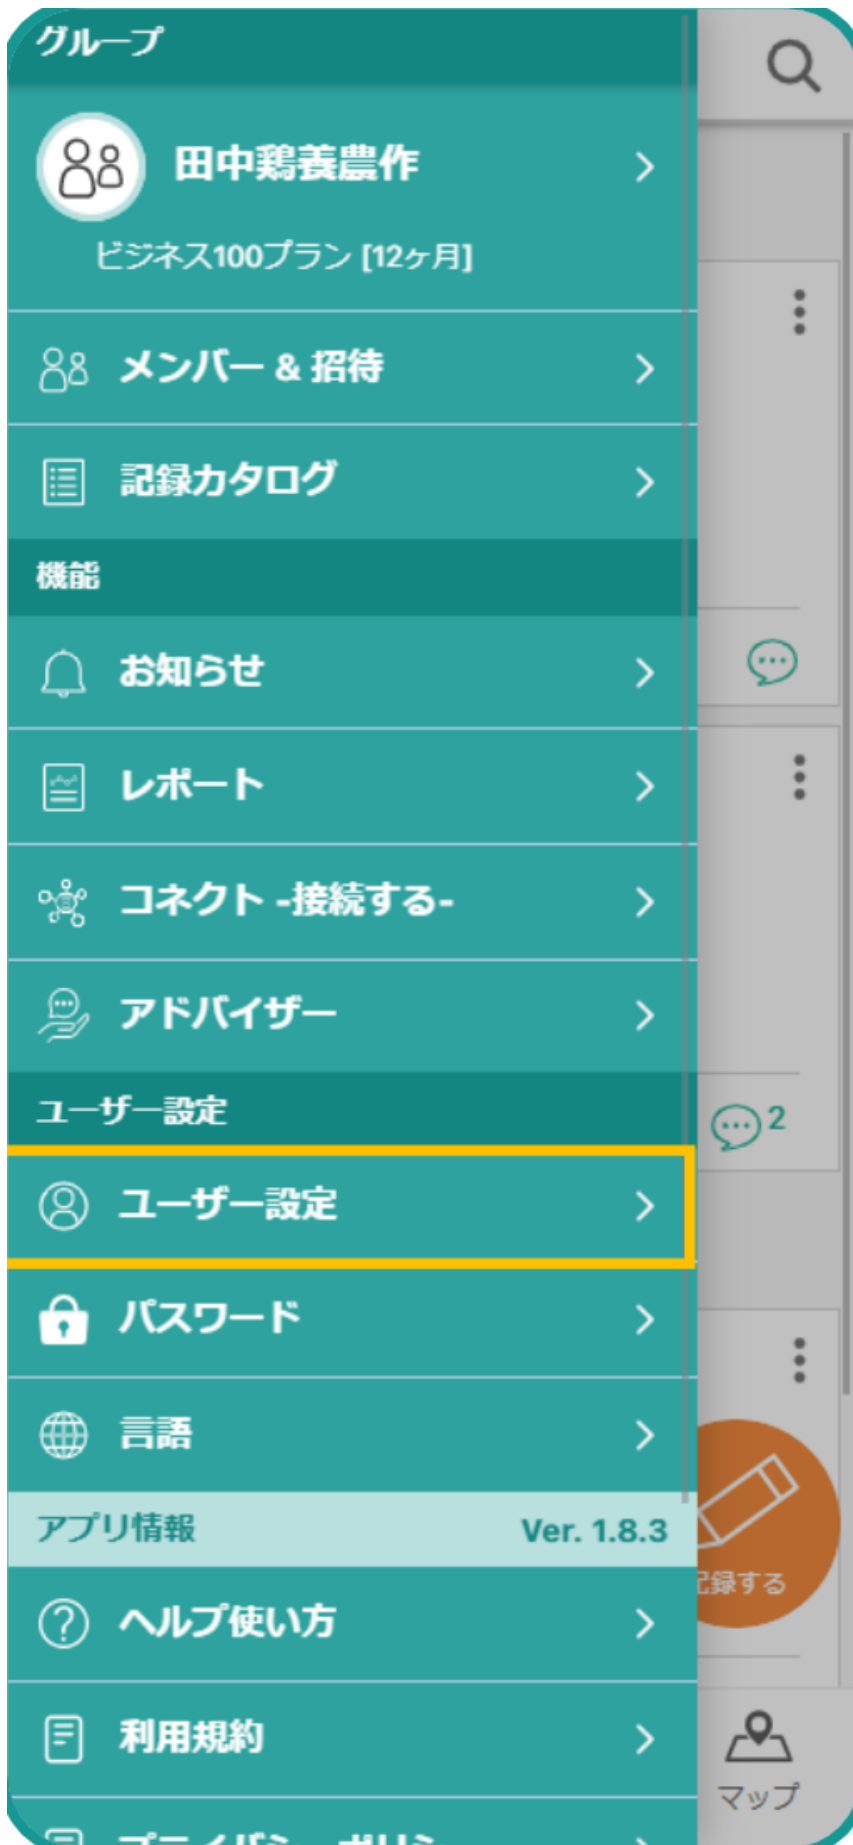 グループ
田中鶏養農作
ビジネス100プラン [12ヶ月]
メンバー & 招待
記録カタログ
機能
お知らせ
レポート
コネクト -接続する-
アドバイザー
ユーザー設定
2
ユーザー設定
パスワード
言語
アプリ情報 Ver. 1.8.3
録する
ヘルプ使い方
利用規約
マップ